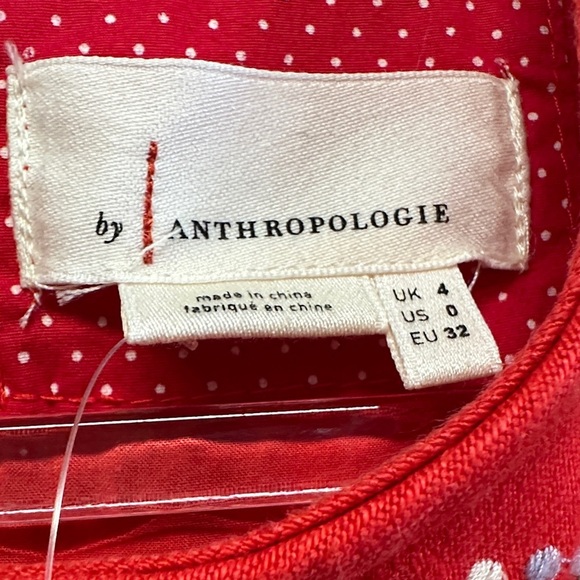 by ANTHROPOLOGIE
made in china
fabriqué en chine
UK 4
US 0
EU 32